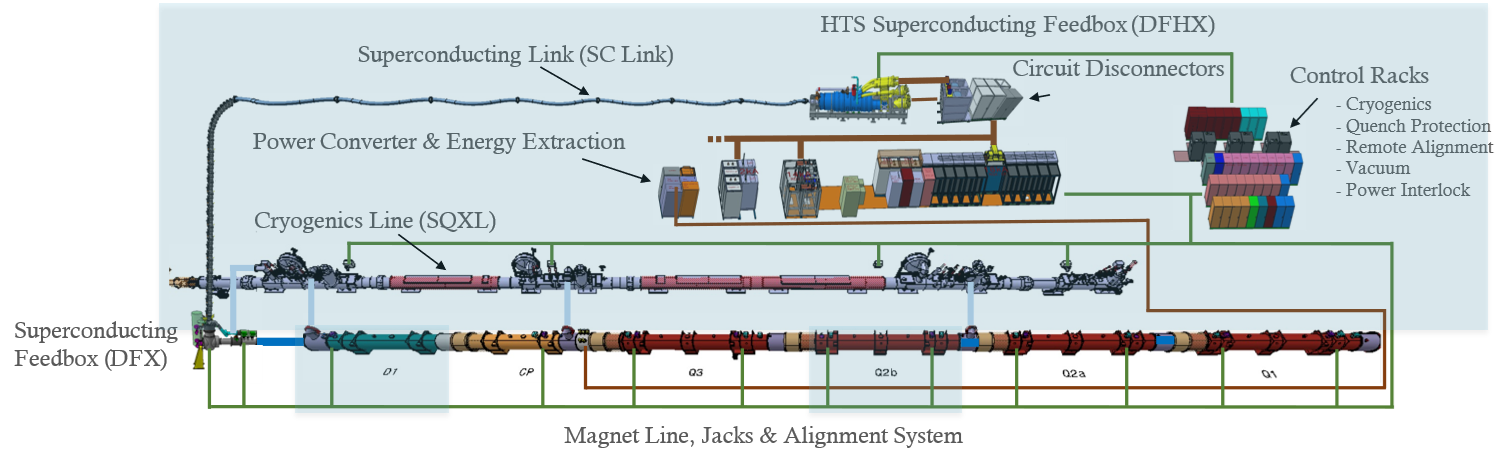 HTS Superconducting Feedbox (DFHX)
Superconducting Link (SC Link)
Circuit Disconnectors
Control Racks
- Cryogenics
- Quench Protection
- Remote Alignment
- Vacuum
- Power Interlock
Power Converter & Energy Extraction
Cryogenics Line (SQXL)
Superconducting
Feedbox (DFX)
D1
CP
Q3
Q2b
Q2a
Q1
Magnet Line, Jacks & Alignment System